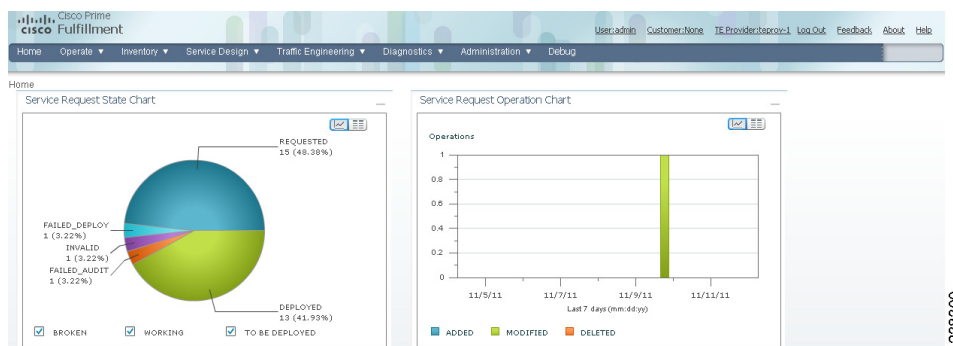 Cisco Prime
cisco Fulfillment
User:admin Customer:None TE Provider:teprov-1 Log Out Feedback About Help
Home Operate Inventory Service Design Traffic Engineering Diagnostics Administration Debug
Home
Service Request State Chart
REQUESTED
15 (48.38%)
FAILED_DEPLOY
1 (3.22%)
INVALID
1 (3.22%)
FAILED_AUDIT
1 (3.22%)
DEPLOYED
13 (41.93%)
BROKEN WORKING TO BE DEPLOYED
Service Request Operation Chart
Operations
1
0.8
0.6
0.4
0.2
0
11/5/11 11/7/11 11/9/11 11/11/11
Last 7 days (mm:dd:yy)
ADDED MODIFIED DELETED